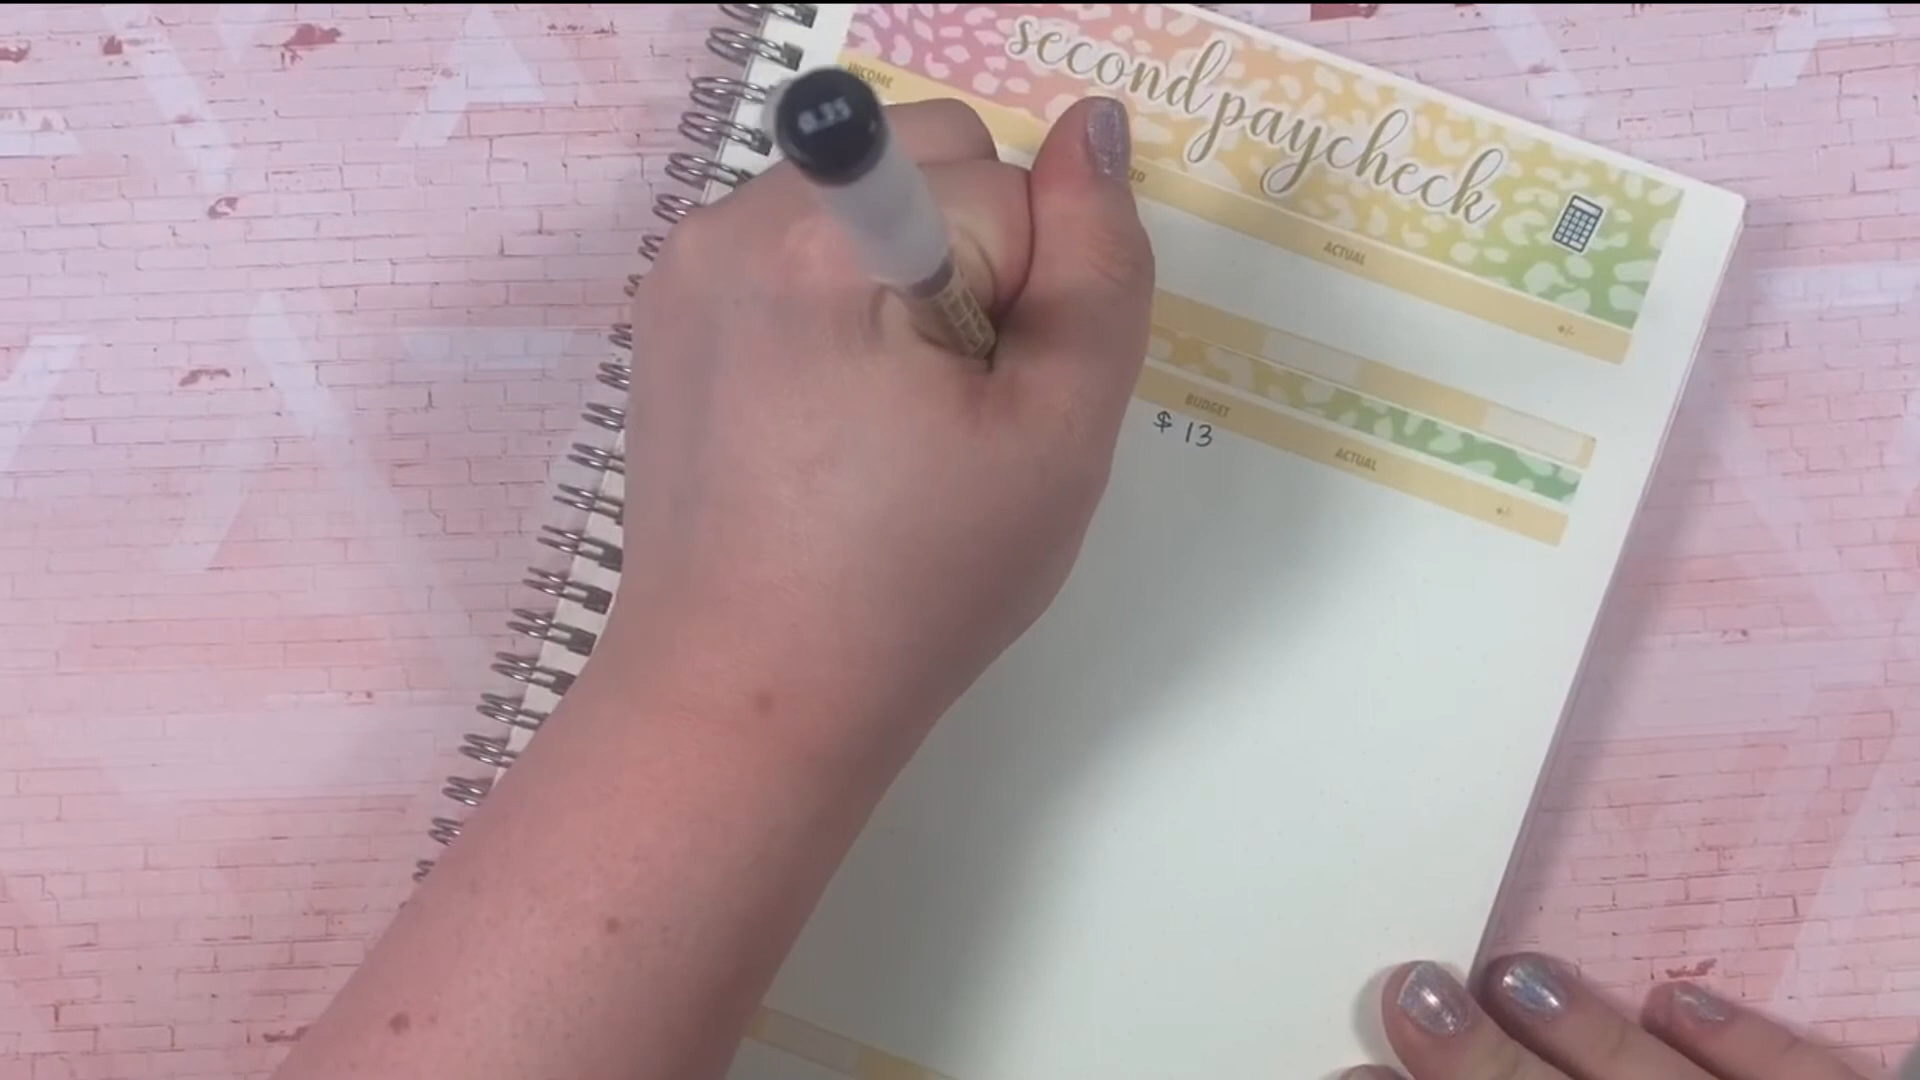 second paycheck
INCOME
ACTUAL
+/-
BUDGET
$ 13
ACTUAL
+/-
0.35